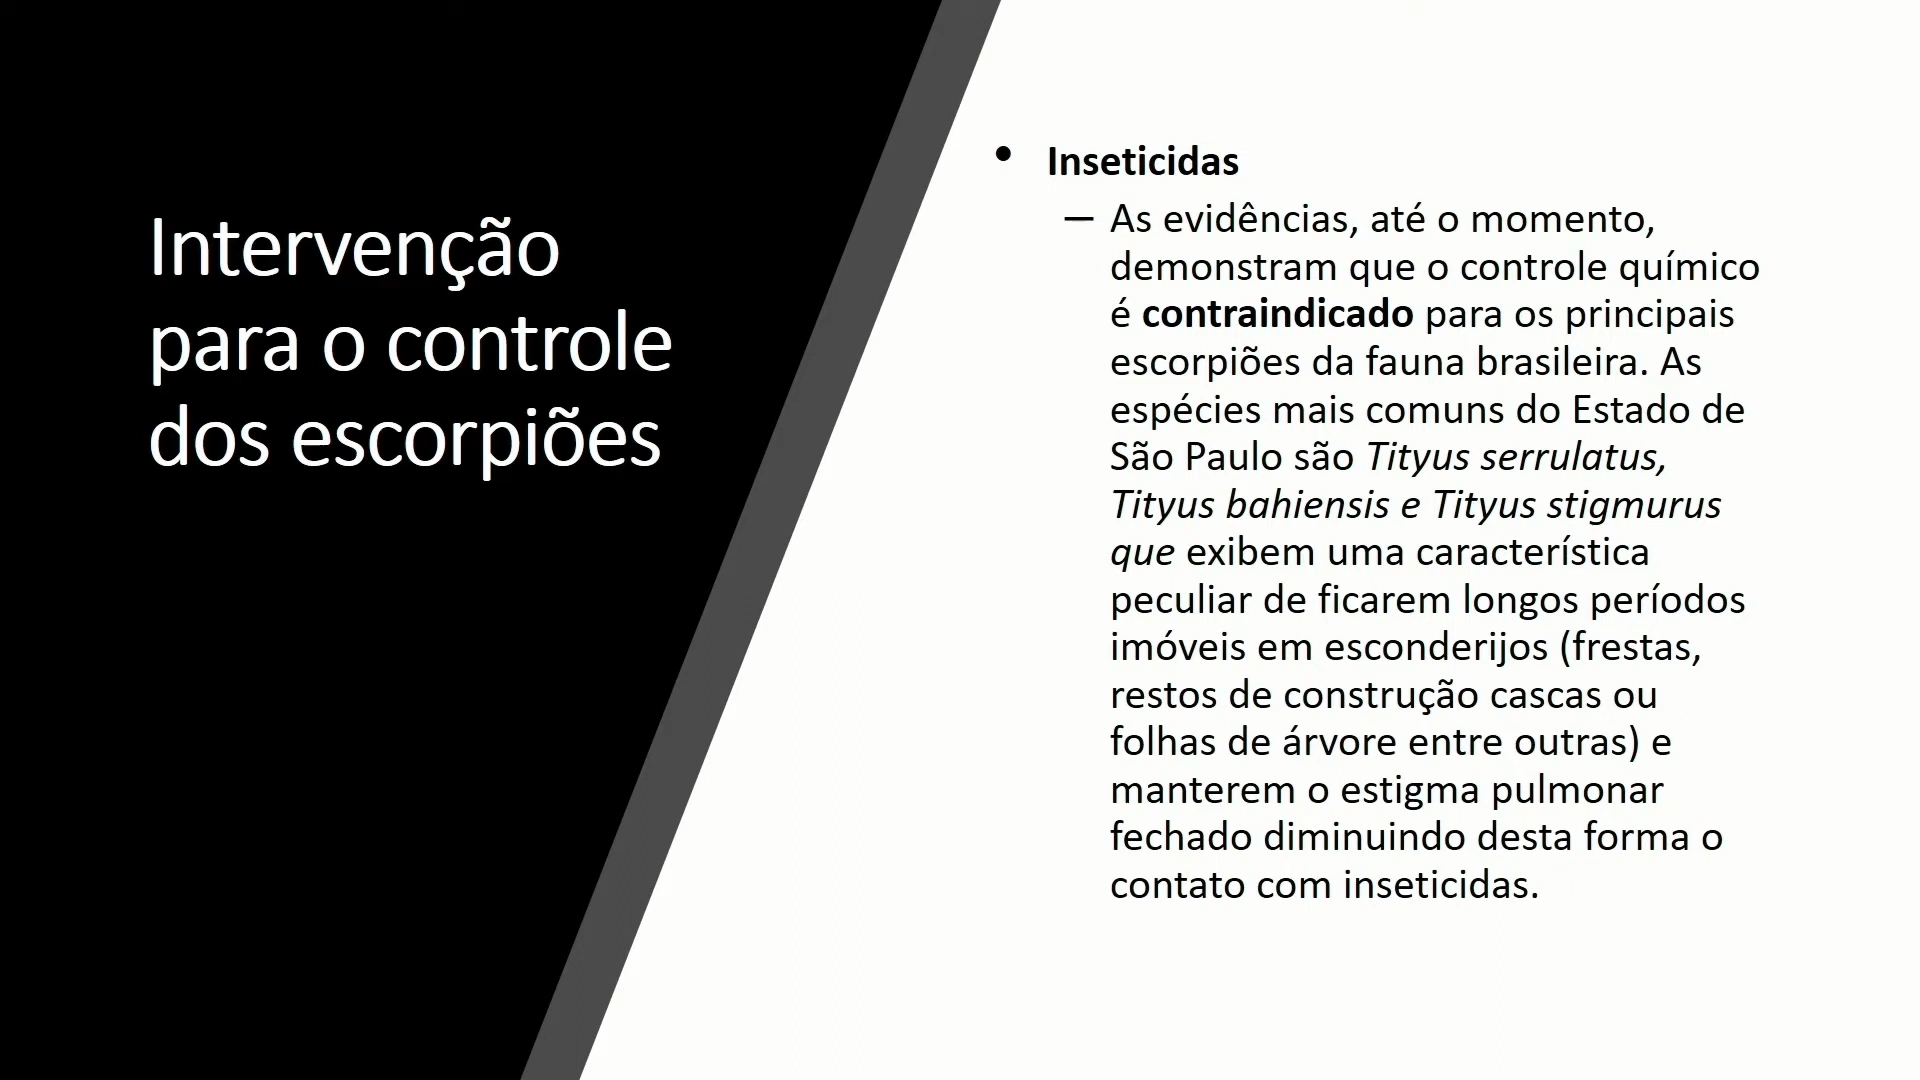 Intervenção
para o controle
dos escorpiões
• Inseticidas
– As evidências, até o momento,
demonstram que o controle químico
é contraindicado para os principais
escorpiões da fauna brasileira. As
espécies mais comuns do Estado de
São Paulo são Tityus serrulatus,
Tityus bahiensis e Tityus stigmurus
que exibem uma característica
peculiar de ficarem longos períodos
imóveis em esconderijos (frestas,
restos de construção cascas ou
folhas de árvore entre outras) e
manterem o estigma pulmonar
fechado diminuindo desta forma o
contato com inseticidas.